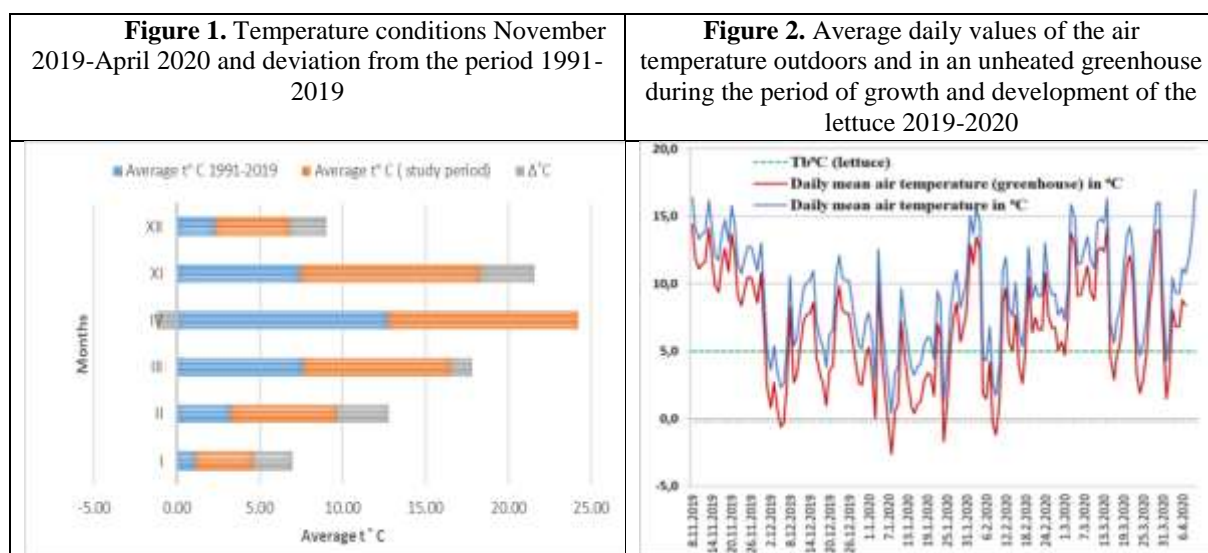 Figure 1. Temperature conditions November
2019-April 2020 and deviation from the period 1991-
2019
Figure 2. Average daily values of the air
temperature outdoors and in an unheated greenhouse
during the period of growth and development of the
lettuce 2019-2020
Average t° C 1991-2019
Average t° C ( study period)
Δ°C
Months
XII
XI
III
II
I
-5.00
0.00
5.00
10.00
15.00
20.00
25.00
Average t° C
20,0
15,0
10,0
5,0
0,0
-5,0
Tb°C (lettuce)
Daily mean air temperature (greenhouse) in °C
Daily mean air temperature in °C
8.11.2019
14.11.2019
20.11.2019
26.11.2019
2.12.2019
8.12.2019
14.12.2019
20.12.2019
26.12.2019
1.1.2020
7.1.2020
13.1.2020
19.1.2020
25.1.2020
31.1.2020
6.2.2020
12.2.2020
18.2.2020
24.2.2020
1.3.2020
7.3.2020
13.3.2020
19.3.2020
25.3.2020
31.3.2020
6.4.2020